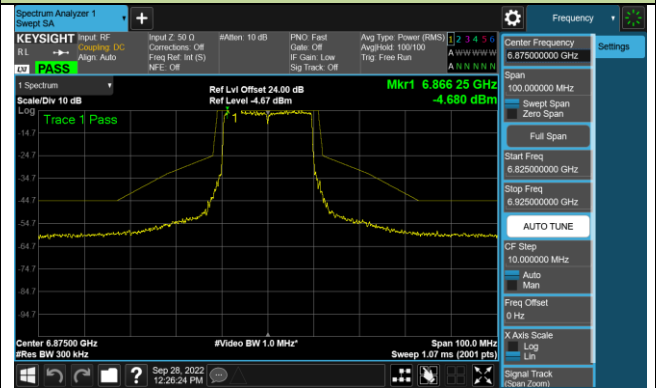 Spectrum Analyzer 1
Swept SA
Frequency
KEYSIGHT
RL
Input: RF
Coupling: DC
Align: Auto
Input Z: 50 Ω
Corrections: Off
Freq Ref: Int (S)
NFE: Off
#Atten: 10 dB
PNO: Fast
Gate: Off
IF Gain: Low
Sig Track: Off
Avg Type: Power (RMS)
Avg|Hold: 100/100
Trig: Free Run
1 2 3 4 5 6
A W W W W W
A N N N N N
LXI
PASS
1 Spectrum
Scale/Div 10 dB
Ref Lvl Offset 24.00 dB
Ref Level -4.67 dBm
Mkr1 6.866 25 GHz
-4.680 dBm
Log
Trace 1 Pass
1
-14.7
-24.7
-34.7
-44.7
-54.7
-64.7
-74.7
-84.7
-94.7
Center 6.87500 GHz
#Res BW 300 kHz
#Video BW 1.0 MHz*
Span 100.0 MHz
Sweep 1.07 ms (2001 pts)
Sep 28, 2022
12:26:24 PM
Center Frequency
6.875000000 GHz
Settings
Span
100.000000 MHz
Swept Span
Zero Span
Full Span
Start Freq
6.825000000 GHz
Stop Freq
6.925000000 GHz
AUTO TUNE
CF Step
10.000000 MHz
Auto
Man
Freq Offset
0 Hz
X Axis Scale
Log
Lin
Signal Track
(Span Zoom)